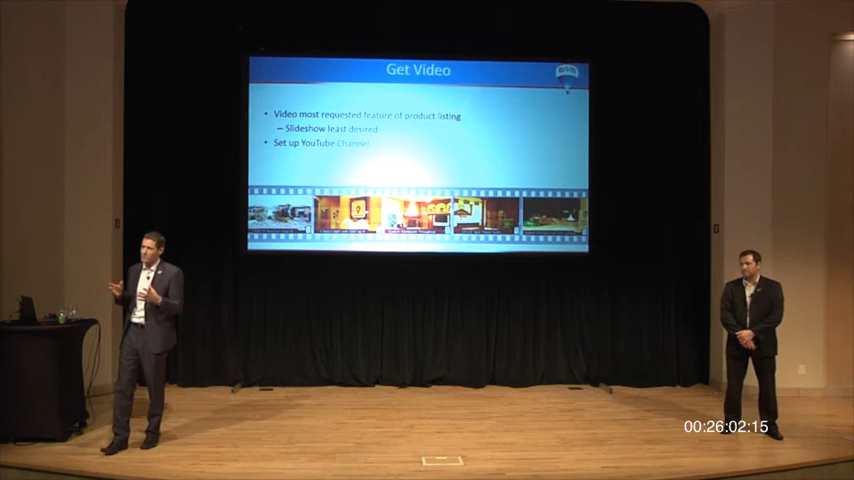 Get Video
• Video most requested feature of product listing
– Slideshow least desired
• Set up YouTube Channel
00:26:02:15